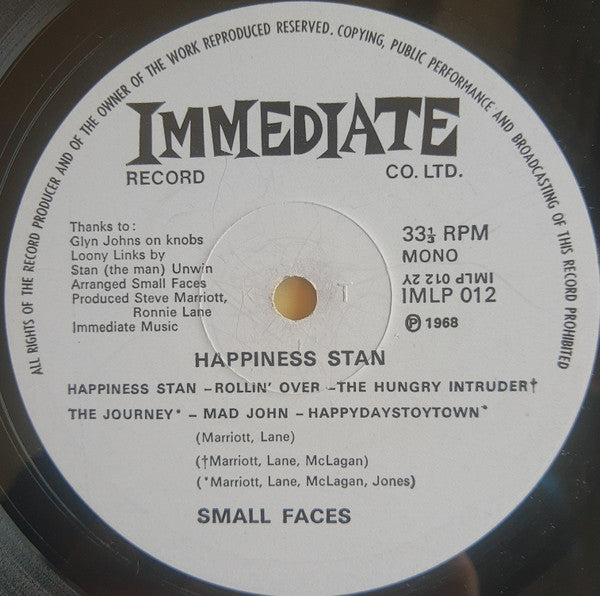 ALL RIGHTS OF THE RECORD PRODUCER AND OF THE OWNER OF THE WORK REPRODUCED RESERVED. COPYING, PUBLIC PERFORMANCE AND BROADCASTING OF THIS RECORD PROHIBITED
IMMEDIATE
RECORD CO. LTD.
Thanks to :
Glyn Johns on knobs
Loony Links by
Stan (the man) Unwin
Arranged Small Faces
Produced Steve Marriott,
Ronnie Lane
Immediate Music
33⅓ RPM
MONO
IMLP 012 2Y
IMLP 012
℗ 1968
HAPPINESS STAN
HAPPINESS STAN –ROLLIN' OVER –THE HUNGRY INTRUDER†
THE JOURNEY* – MAD JOHN – HAPPYDAYSTOYTOWN*
(Marriott, Lane)
(†Marriott, Lane, McLagan)
(*Marriott, Lane, McLagan, Jones)
SMALL FACES